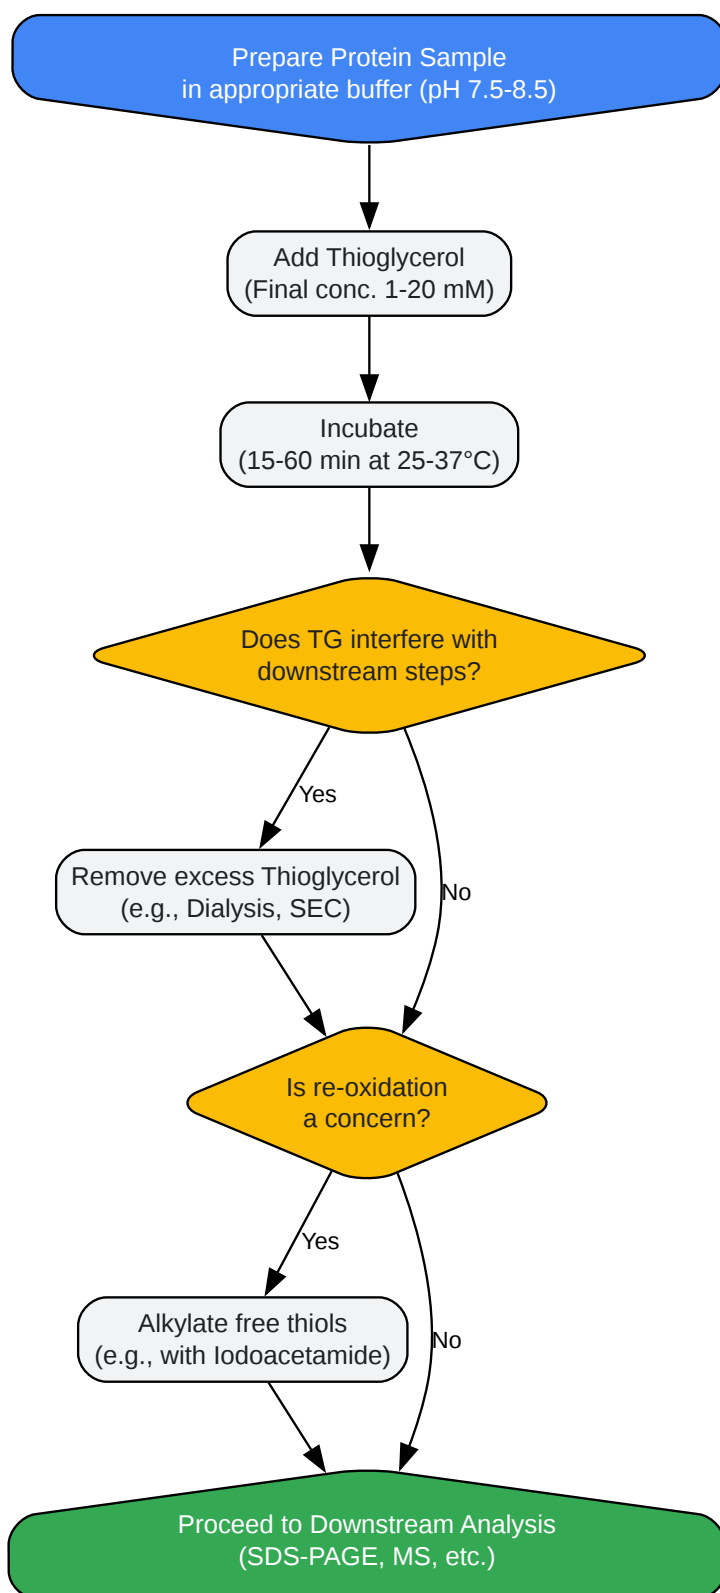 Prepare Protein Sample
in appropriate buffer (pH 7.5-8.5)
Add Thioglycerol
(Final conc. 1-20 mM)
Incubate
(15-60 min at 25-37°C)
Does TG interfere with
downstream steps?
Yes
Remove excess Thioglycerol
(e.g., Dialysis, SEC)
No
Is re-oxidation
a concern?
Yes
Alkylate free thiols
(e.g., with Iodoacetamide)
No
Proceed to Downstream Analysis
(SDS-PAGE, MS, etc.)